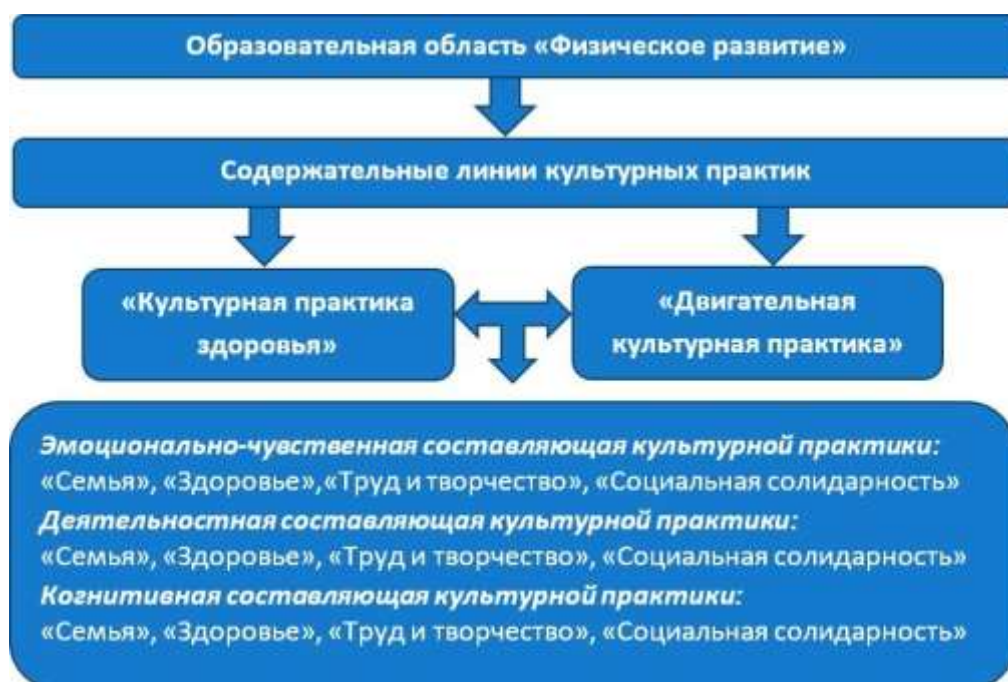 Образовательная область «Физическое развитие»
Содержательные линии культурных практик
«Культурная практика
здоровья»
«Двигательная
культурная практика»
Эмоционально-чувственная составляющая культурной практики:
«Семья», «Здоровье»,«Труд и творчество», «Социальная солидарность»
Деятельностная составляющая культурной практики:
«Семья», «Здоровье», «Труд и творчество», «Социальная солидарность»
Когнитивная составляющая культурной практики:
«Семья», «Здоровье», «Труд и творчество», «Социальная солидарность»